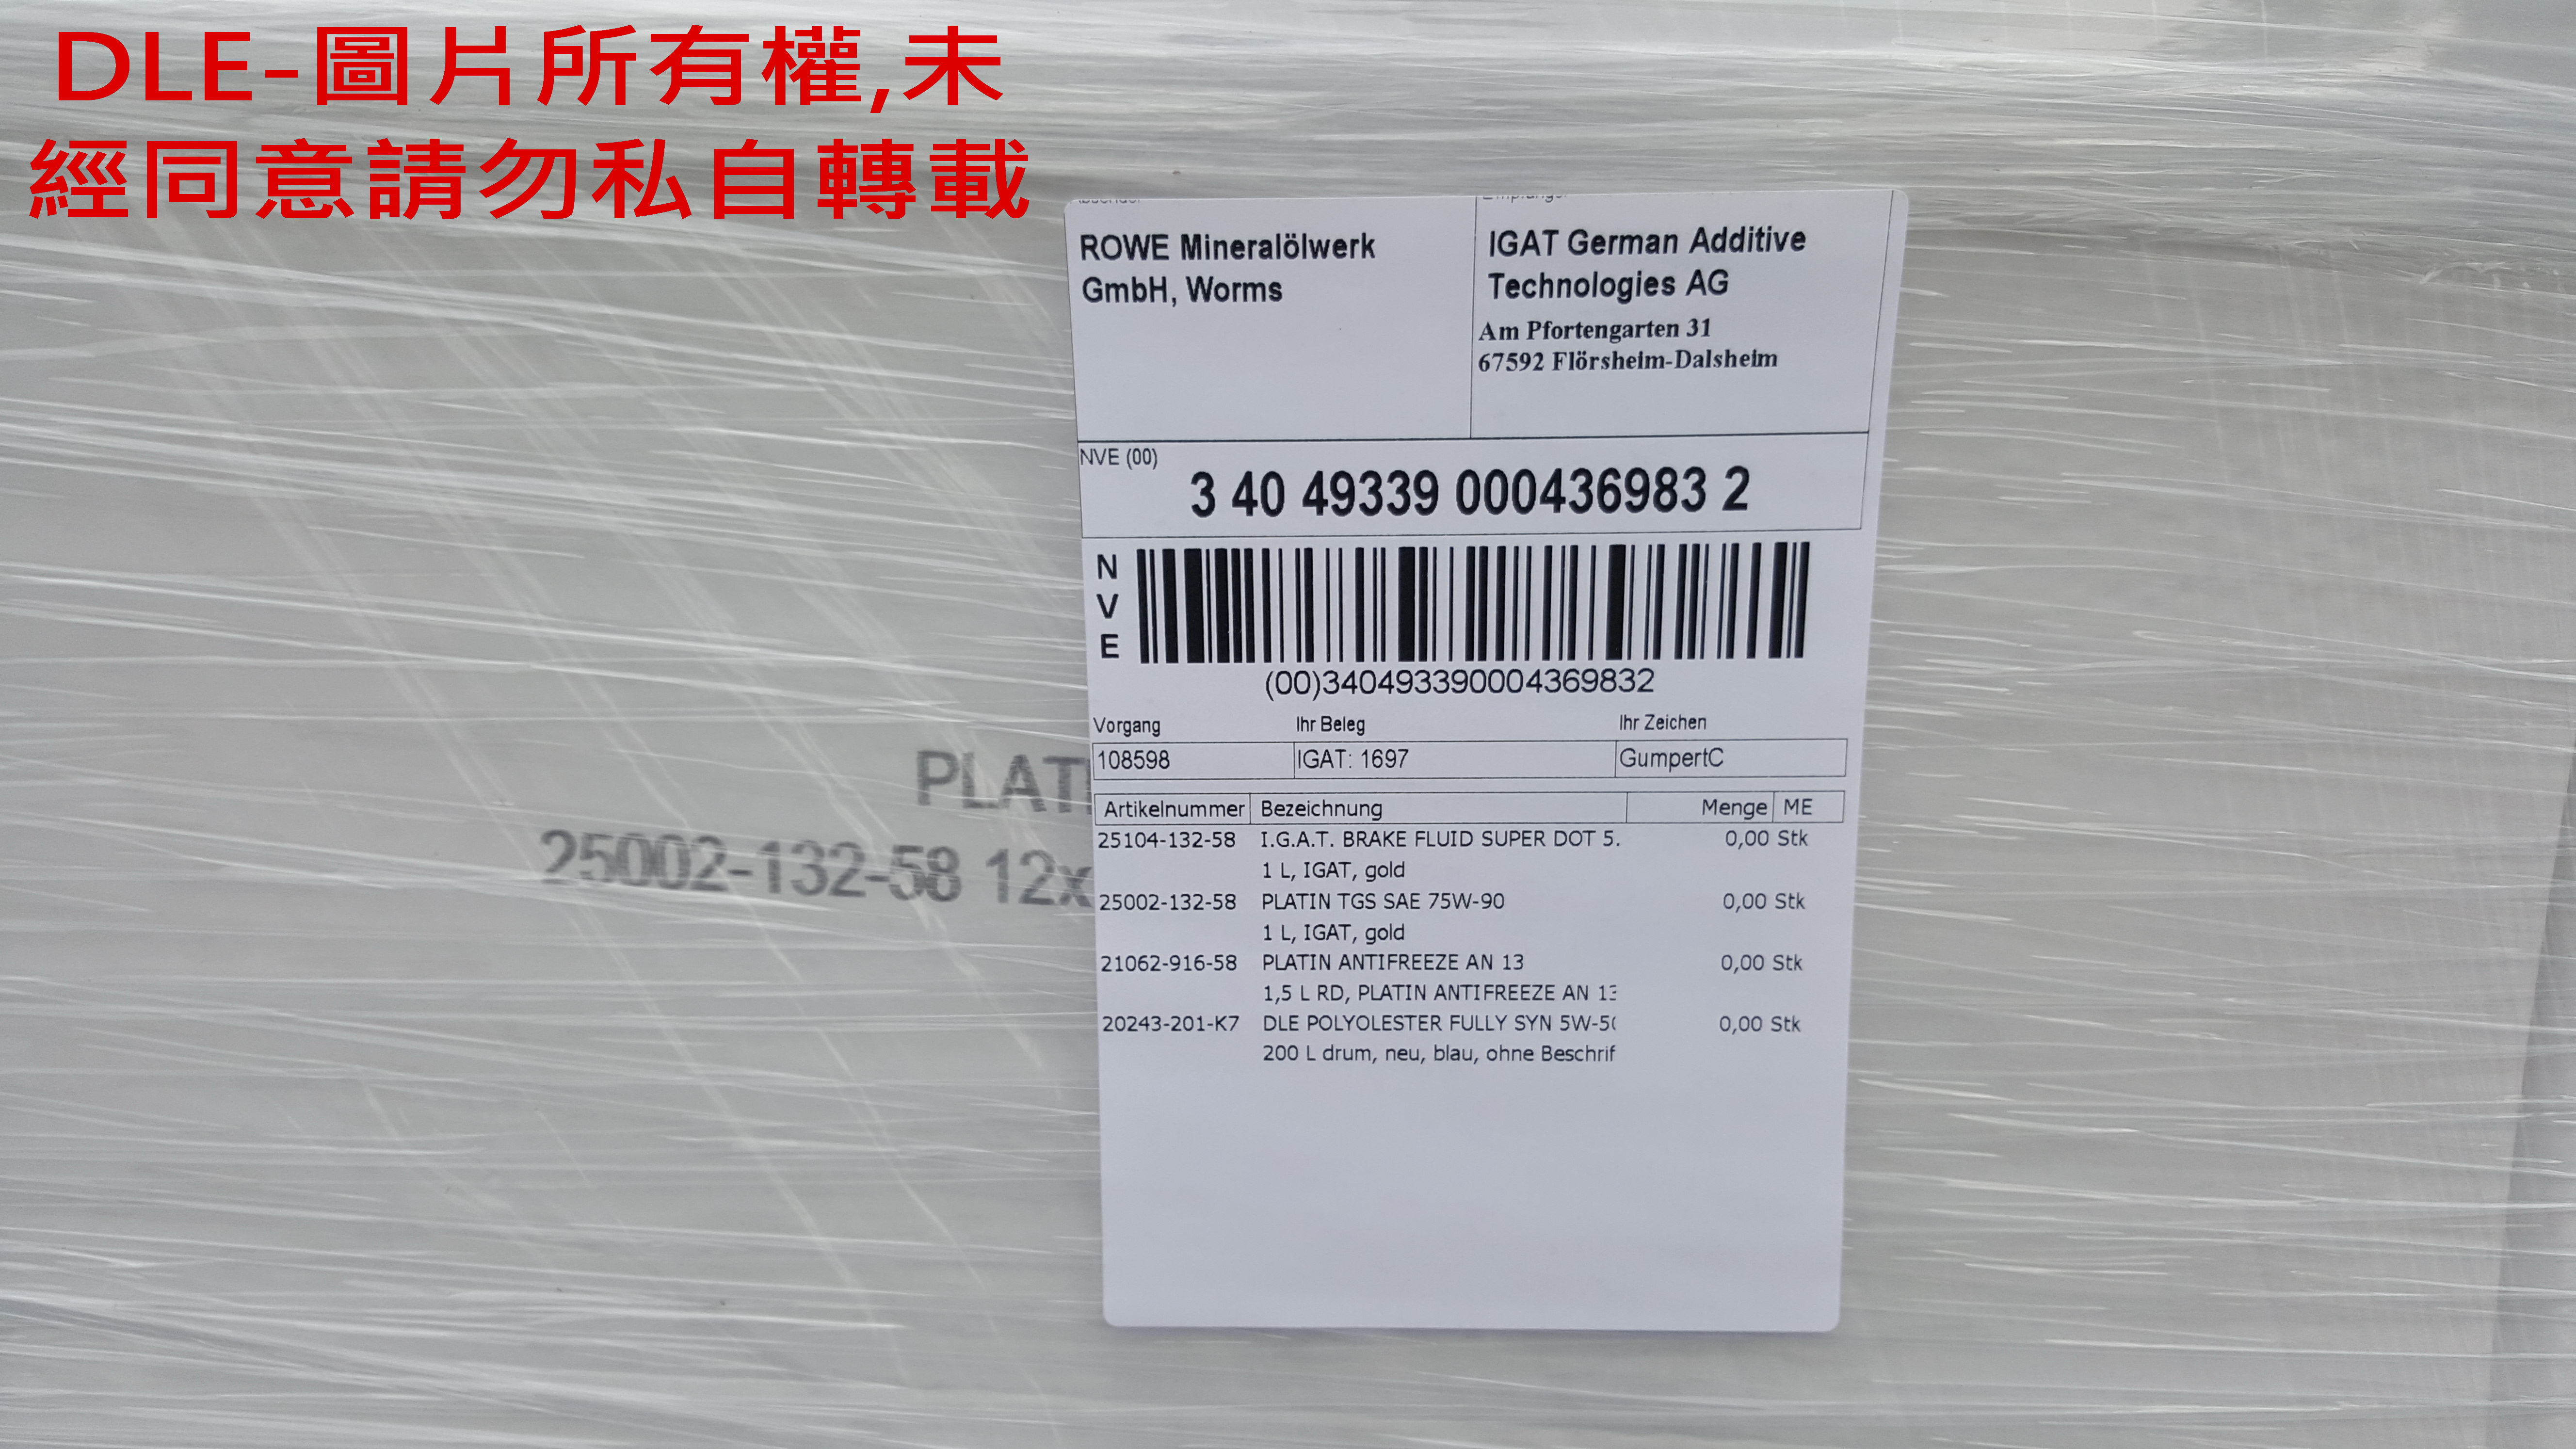 DLE-圖片所有權,未
經同意請勿私自轉載
ROWE Mineralölwerk
GmbH, Worms
IGAT German Additive
Technologies AG
Am Pfortengarten 31
67592 Flörsheim-Dalsheim
NVE (00)
3 40 49339 000436983 2
NVE
(00)340493390004369832
Vorgang Ihr Beleg Ihr Zeichen
108598 IGAT: 1697 GumpertC
Artikelnummer Bezeichnung Menge ME
25104-132-58 I.G.A.T. BRAKE FLUID SUPER DOT 5. 0,00 Stk
1 L, IGAT, gold
25002-132-58 PLATIN TGS SAE 75W-90 0,00 Stk
1 L, IGAT, gold
21062-916-58 PLATIN ANTIFREEZE AN 13 0,00 Stk
1,5 L RD, PLATIN ANTIFREEZE AN 13
20243-201-K7 DLE POLYOLESTER FULLY SYN 5W-50 0,00 Stk
200 L drum, neu, blau, ohne Beschrif
PLATI
25002-132-58 12x